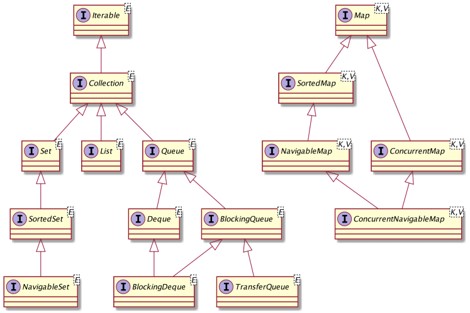 I Iterable E
I Map K,V
I Collection E
I SortedMap K,V
I Set E
I List E
I Queue E
I NavigableMap K,V
I ConcurrentMap K,V
I SortedSet E
I Deque E
I BlockingQueue E
I ConcurrentNavigableMap K,V
I NavigableSet E
I BlockingDeque E
I TransferQueue E